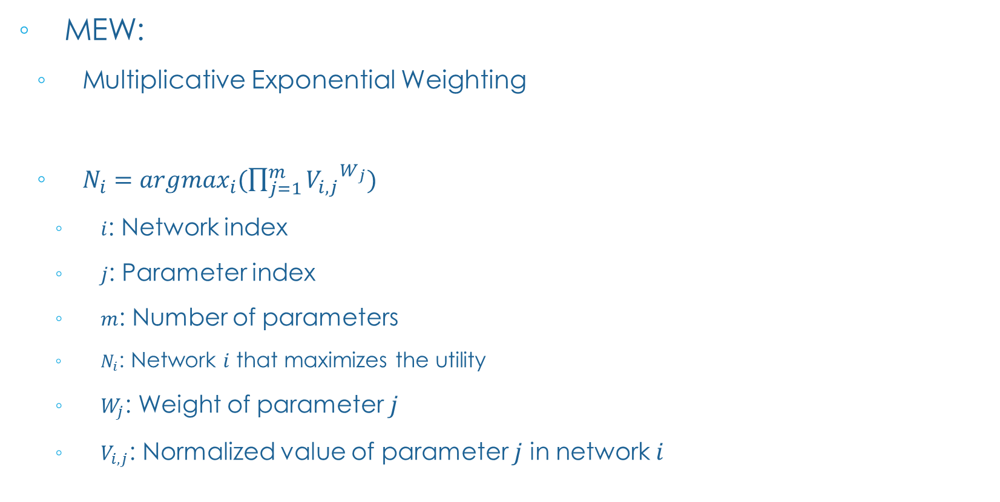 ◦ MEW:
◦ Multiplicative Exponential Weighting
◦ $N_i = argmax_i(\prod_{j=1}^{m} {V_{i,j}}^{W_j})$
◦ $i$: Network index
◦ $j$: Parameter index
◦ $m$: Number of parameters
◦ $N_i$: Network $i$ that maximizes the utility
◦ $W_j$: Weight of parameter $j$
◦ $V_{i,j}$: Normalized value of parameter $j$ in network $i$